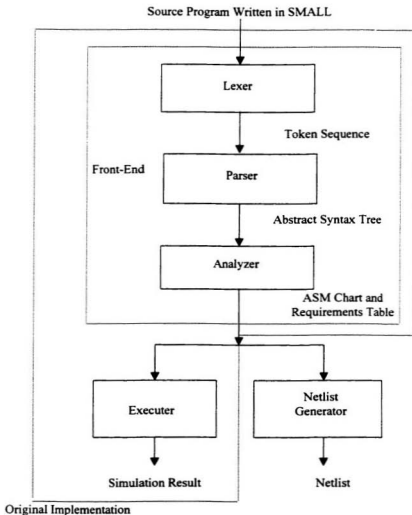 Source Program Written in SMALL
Lexer
Token Sequence
Front-End
Parser
Abstract Syntax Tree
Analyzer
ASM Chart and
Requirements Table
Executer
Netlist
Generator
Simulation Result
Netlist
Original Implementation